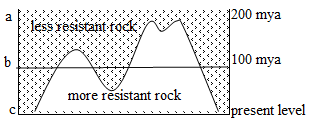 a 200 mya
less resistant rock
b 100 mya
more resistant rock
c present level